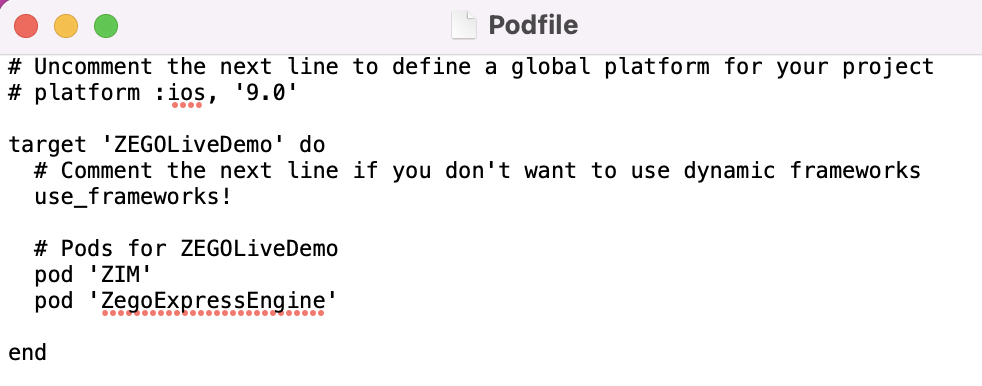 Podfile
# Uncomment the next line to define a global platform for your project
# platform :ios, '9.0'
target 'ZEGOLiveDemo' do
# Comment the next line if you don't want to use dynamic frameworks
use_frameworks!
# Pods for ZEGOLiveDemo
pod 'ZIM'
pod 'ZegoExpressEngine'
end